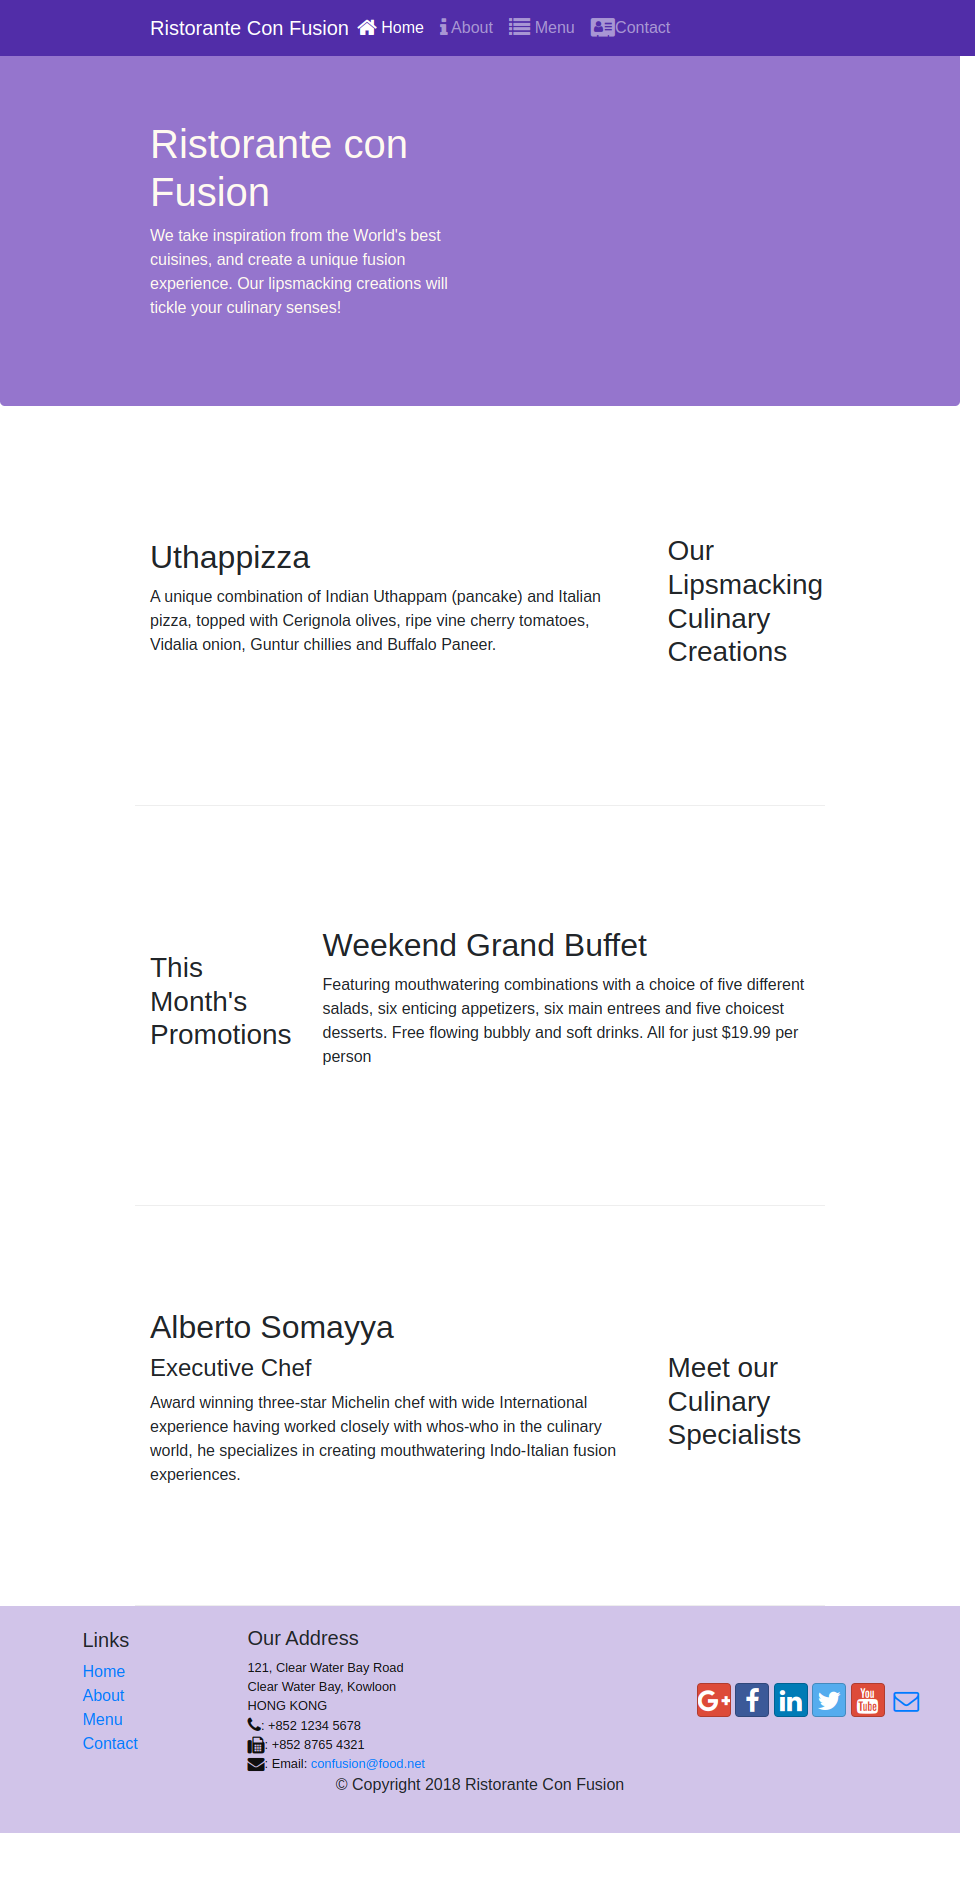 Ristorante Con Fusion Home About Menu Contact
Ristorante con
Fusion
We take inspiration from the World's best
cuisines, and create a unique fusion
experience. Our lipsmacking creations will
tickle your culinary senses!
Uthappizza
A unique combination of Indian Uthappam (pancake) and Italian
pizza, topped with Cerignola olives, ripe vine cherry tomatoes,
Vidalia onion, Guntur chillies and Buffalo Paneer.
Our
Lipsmacking
Culinary
Creations
This
Month's
Promotions
Weekend Grand Buffet
Featuring mouthwatering combinations with a choice of five different
salads, six enticing appetizers, six main entrees and five choicest
desserts. Free flowing bubbly and soft drinks. All for just $19.99 per
person
Alberto Somayya
Executive Chef
Award winning three-star Michelin chef with wide International
experience having worked closely with whos-who in the culinary
world, he specializes in creating mouthwatering Indo-Italian fusion
experiences.
Meet our
Culinary
Specialists
Links
Home
About
Menu
Contact
Our Address
121, Clear Water Bay Road
Clear Water Bay, Kowloon
HONG KONG
: +852 1234 5678
: +852 8765 4321
: Email: confusion@food.net
G+ f in You
Tube
© Copyright 2018 Ristorante Con Fusion